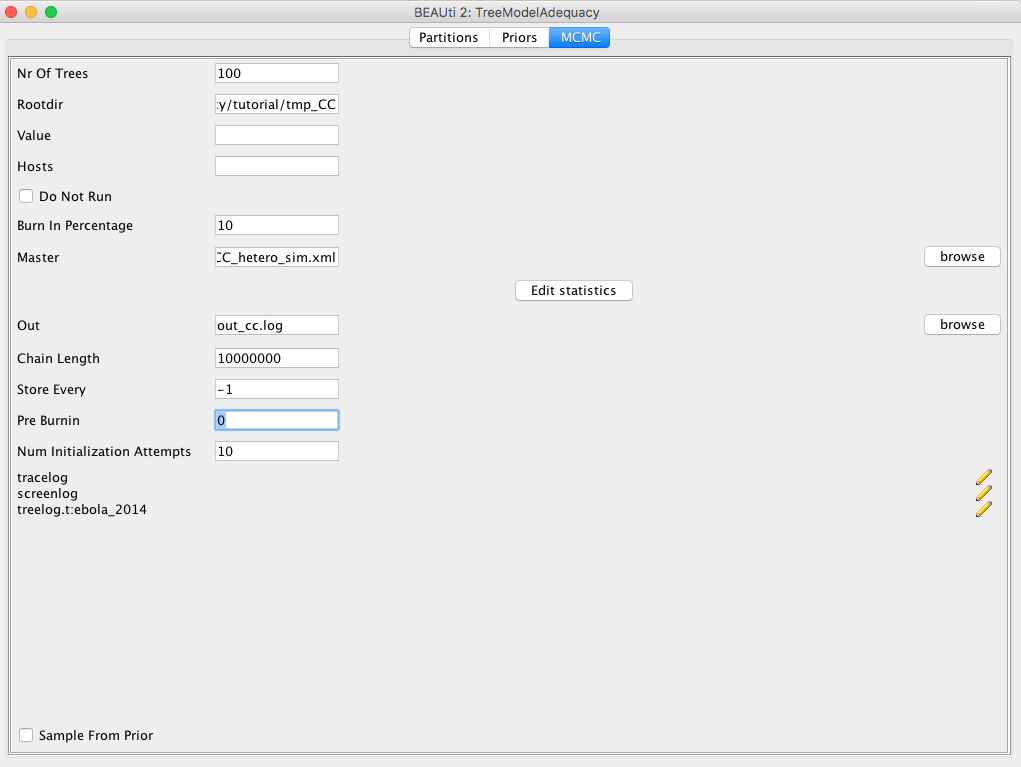 BEAUti 2: TreeModelAdequacy
Partitions Priors MCMC
Nr Of Trees 100
Rootdir :y/tutorial/tmp_CC
Value
Hosts
Do Not Run
Burn In Percentage 10
Master CC_hetero_sim.xml browse
Edit statistics
Out out_cc.log browse
Chain Length 10000000
Store Every -1
Pre Burnin 0
Num Initialization Attempts 10
tracelog
screenlog
treelog.t:ebola_2014
Sample From Prior